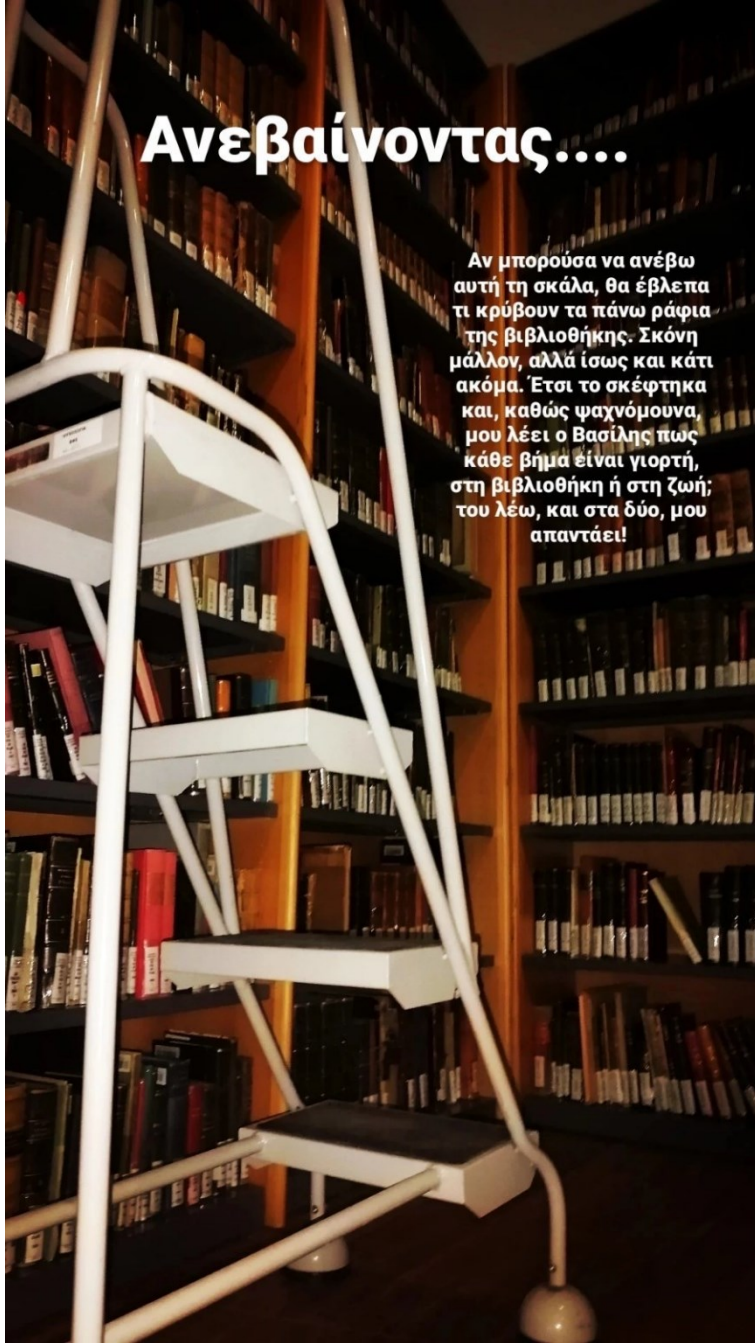 Ανεβαίνοντας....
Αν μπορούσα να ανέβω
αυτή τη σκάλα, θα έβλεπα
τι κρύβουν τα πάνω ράφια
της βιβλιοθήκης. Σκόνη
μάλλον, αλλά ίσως και κάτι
ακόμα. Έτσι το σκέφτηκα
και, καθώς ψαχνόμουνα,
μου λέει ο Βασίλης πως
κάθε βήμα είναι γιορτή,
στη βιβλιοθήκη ή στη ζωή;
του λέω, και στα δύο, μου
απαντάει!